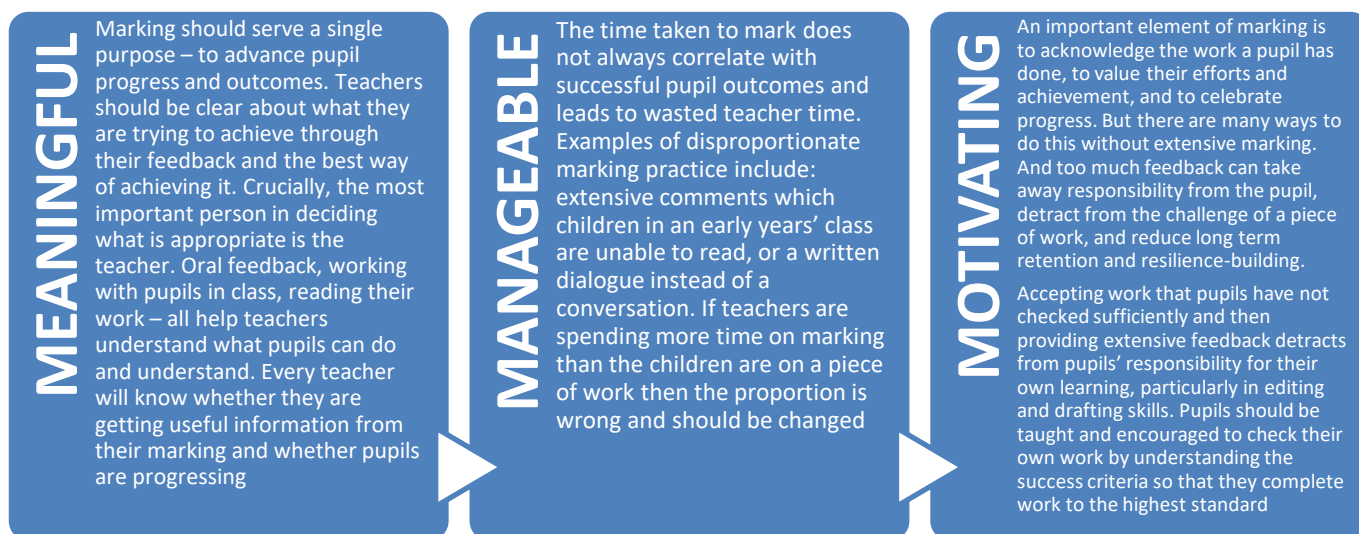 MEANINGFUL
Marking should serve a single
purpose – to advance pupil
progress and outcomes. Teachers
should be clear about what they
are trying to achieve through
their feedback and the best way
of achieving it. Crucially, the most
important person in deciding
what is appropriate is the
teacher. Oral feedback, working
with pupils in class, reading their
work – all help teachers
understand what pupils can do
and understand. Every teacher
will know whether they are
getting useful information from
their marking and whether pupils
are progressing
MANAGEABLE
The time taken to mark does
not always correlate with
successful pupil outcomes and
leads to wasted teacher time.
Examples of disproportionate
marking practice include:
extensive comments which
children in an early years’ class
are unable to read, or a written
dialogue instead of a
conversation. If teachers are
spending more time on marking
than the children are on a piece
of work then the proportion is
wrong and should be changed
MOTIVATING
An important element of marking is
to acknowledge the work a pupil has
done, to value their efforts and
achievement, and to celebrate
progress. But there are many ways to
do this without extensive marking.
And too much feedback can take
away responsibility from the pupil,
detract from the challenge of a piece
of work, and reduce long term
retention and resilience-building.
Accepting work that pupils have not
checked sufficiently and then
providing extensive feedback detracts
from pupils’ responsibility for their
own learning, particularly in editing
and drafting skills. Pupils should be
taught and encouraged to check their
own work by understanding the
success criteria so that they complete
work to the highest standard